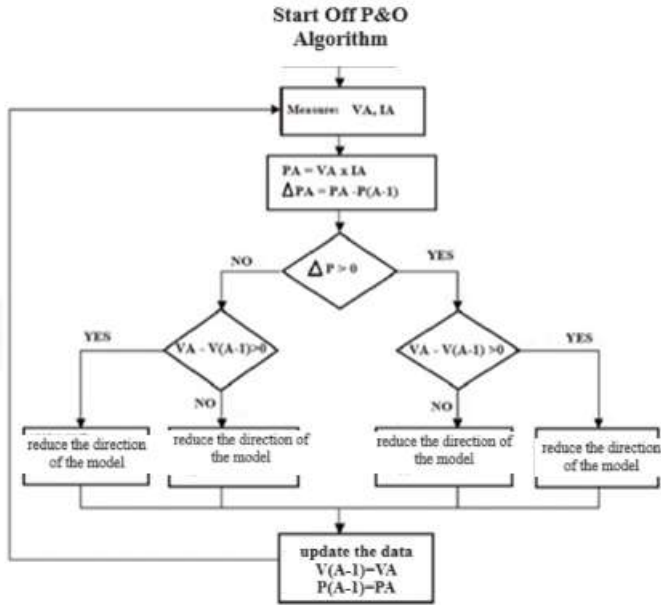 Start Off P&O
Algorithm
Measure: VA, IA
PA = VA x IA
ΔPA = PA -P(A-1)
NO
YES
Δ P > 0
YES
VA - V(A-1)>0
VA - V(A-1) >0
YES
NO
NO
reduce the direction
of the model
reduce the direction of
the model
reduce the direction of
the model
reduce the direction
of the model
update the data
V(A-1)=VA
P(A-1)=PA